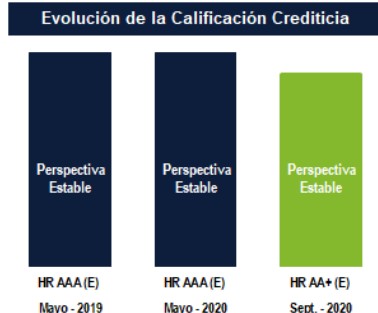 Evolución de la Calificación Crediticia
Perspectiva Estable
Perspectiva Estable
Perspectiva Estable
HR AAA (E)
HR AAA (E)
HR AA+ (E)
Mayo - 2019
Mayo - 2020
Sept. - 2020